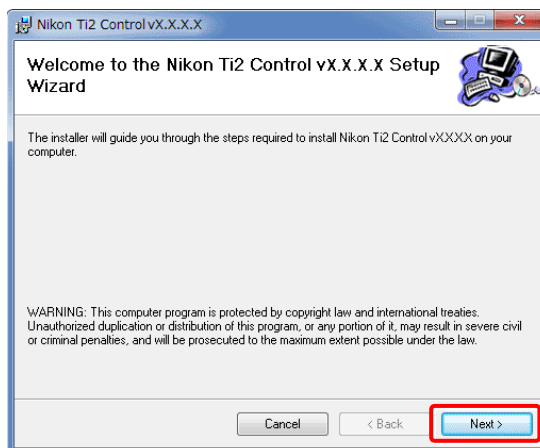 Nikon Ti2 Control vX.X.X.X
Welcome to the Nikon Ti2 Control vX.X.X.X Setup
Wizard
The installer will guide you through the steps required to install Nikon Ti2 Control vXXXX on your
computer.
WARNING: This computer program is protected by copyright law and international treaties.
Unauthorized duplication or distribution of this program, or any portion of it, may result in severe civil
or criminal penalties, and will be prosecuted to the maximum extent possible under the law.
Cancel
< Back
Next >